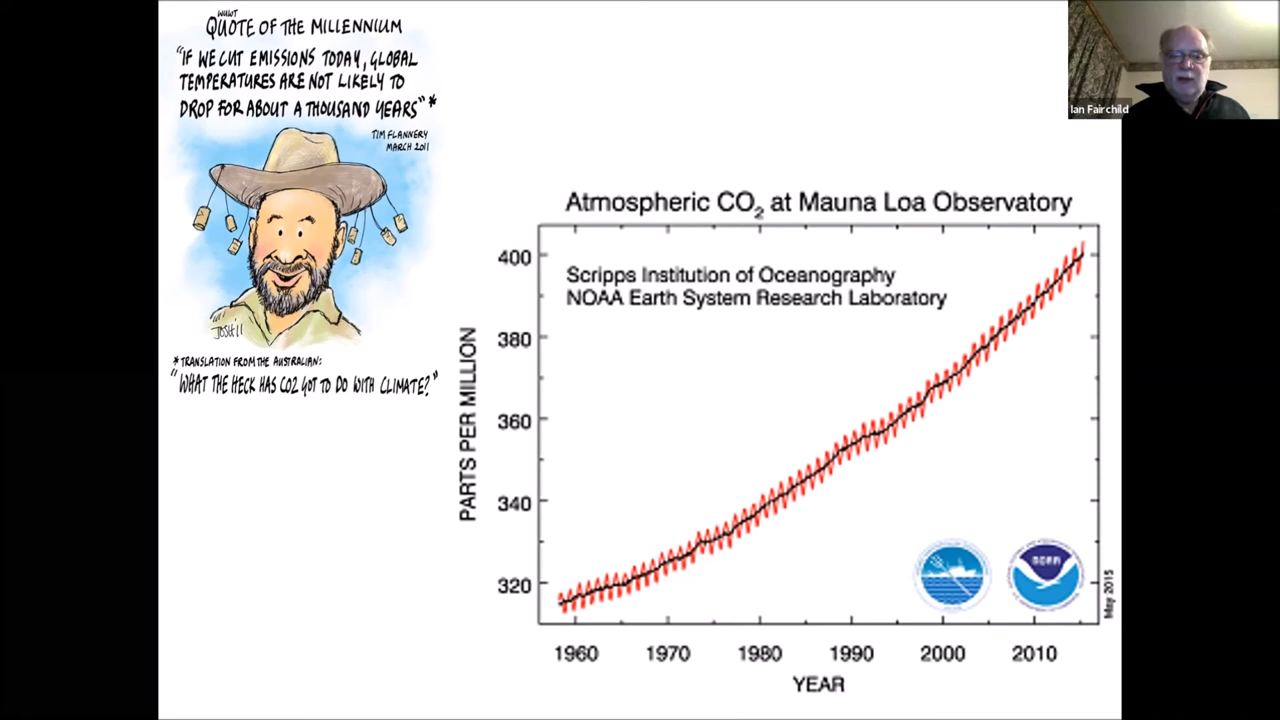 WUWT
QUOTE OF THE MILLENNIUM
"IF WE CUT EMISSIONS TODAY, GLOBAL
TEMPERATURES ARE NOT LIKELY TO
DROP FOR ABOUT A THOUSAND YEARS"*
TIM FLANNERY
MARCH 2011
JOSH '11
*TRANSLATION FROM THE AUSTRALIAN:
"WHAT THE HECK HAS CO2 GOT TO DO WITH CLIMATE?"
Ian Fairchild
Atmospheric CO₂ at Mauna Loa Observatory
Scripps Institution of Oceanography
NOAA Earth System Research Laboratory
PARTS PER MILLION
400
380
360
340
320
1960 1970 1980 1990 2000 2010
YEAR
NOAA
May 2015